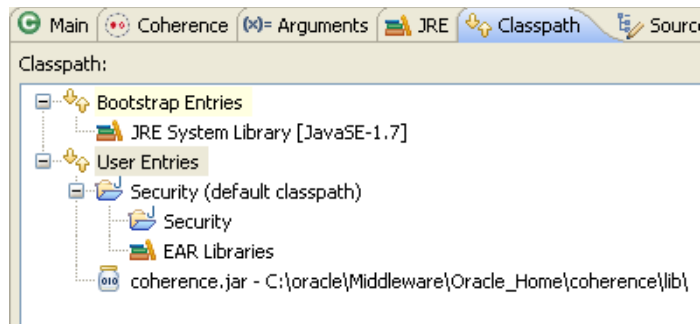 Main Coherence (x)= Arguments JRE Classpath Sourc
Classpath:
Bootstrap Entries
JRE System Library [JavaSE-1.7]
User Entries
Security (default classpath)
Security
EAR Libraries
coherence.jar - C:\oracle\Middleware\Oracle_Home\coherence\lib\